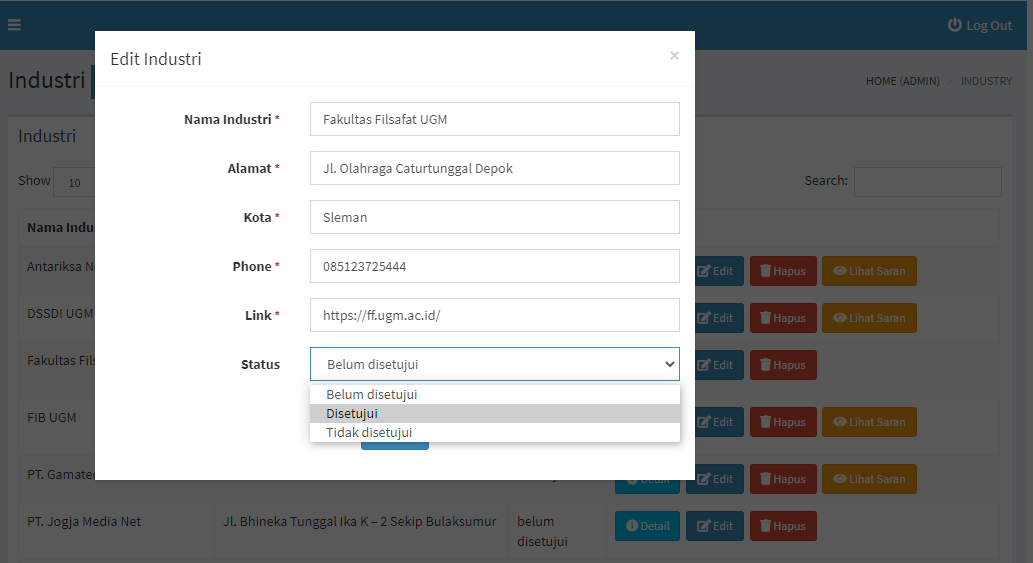 Log Out
Edit Industri ×
Industri
HOME (ADMIN) > INDUSTRY
Nama Industri * Fakultas Filsafat UGM
Industri
Alamat * Jl. Olahraga Caturtunggal Depok
Show 10
Search:
Kota * Sleman
Nama Indu
Phone * 085123725444
Antariksa N
Edit Hapus Lihat Saran
Link * https://ff.ugm.ac.id/
DSSDI UGM
Edit Hapus Lihat Saran
Status Belum disetujui
Fakultas Fils
Edit Hapus
Belum disetujui
Disetujui
Tidak disetujui
FIB UGM
Edit Hapus Lihat Saran
PT. Gamate
Detail Edit Hapus Lihat Saran
PT. Jogja Media Net Jl. Bhineka Tunggal Ika K – 2 Sekip Bulaksumur belum
disetujui
Detail Edit Hapus